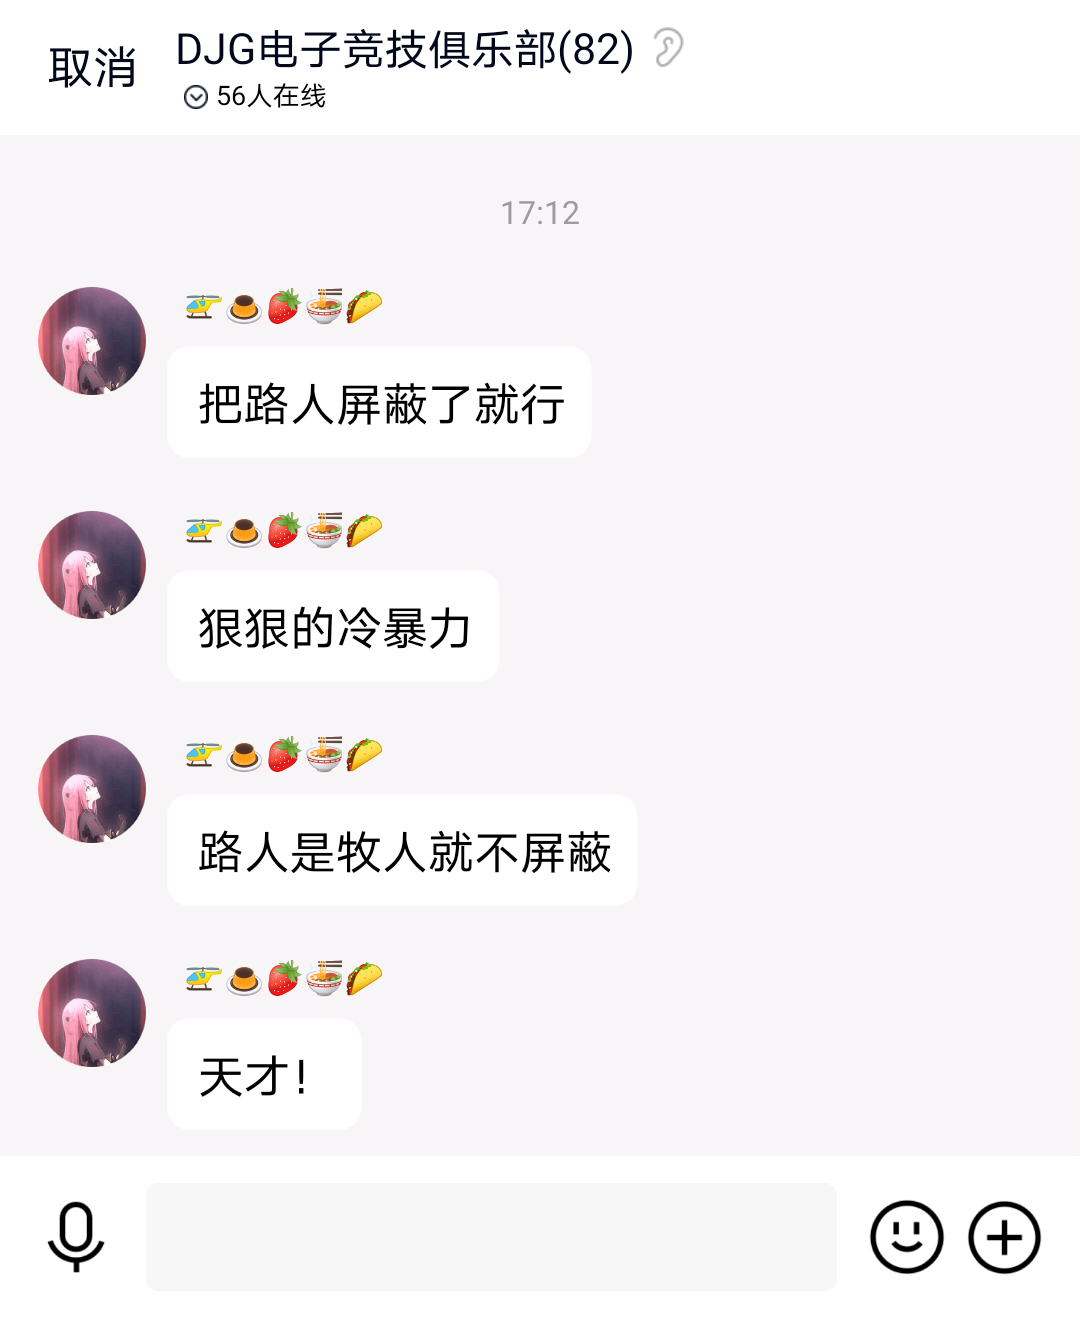 取消
DJG电子竞技俱乐部(82)
56人在线
17:12
🚁🍮🍓🍜🌮
把路人屏蔽了就行
🚁🍮🍓🍜🌮
狠狠的冷暴力
🚁🍮🍓🍜🌮
路人是牧人就不屏蔽
🚁🍮🍓🍜🌮
天才!